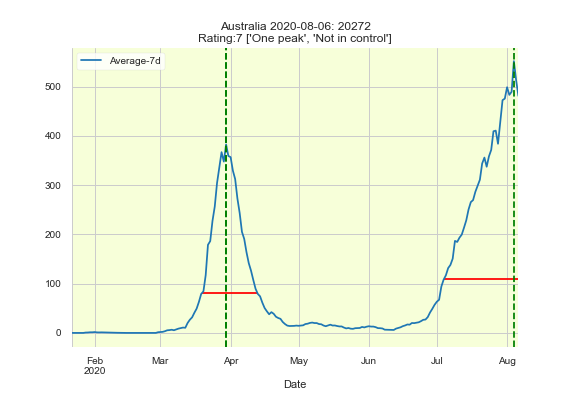 Australia 2020-08-06: 20272
Rating:7 ['One peak', 'Not in control']
Average-7d
500
400
300
200
100
0
Feb Mar Apr May Jun Jul Aug
2020
Date